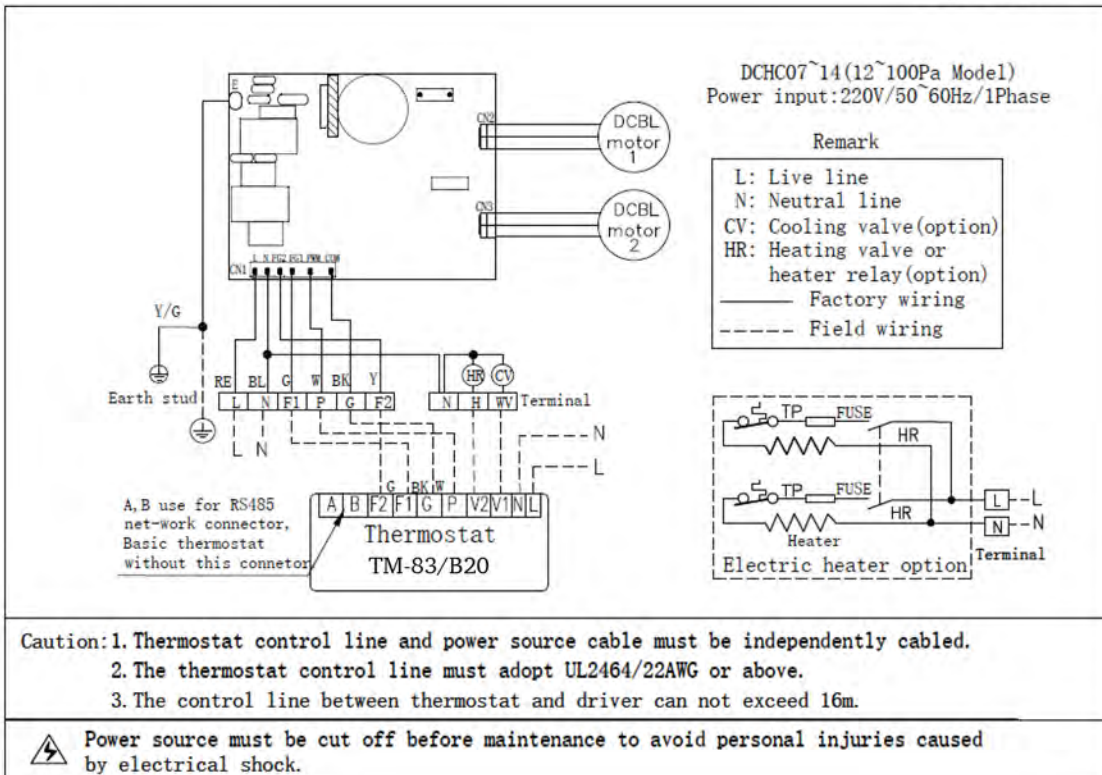 DCHC07~14(12~100Pa Model)
Power input:220V/50~60Hz/1Phase
Remark
L: Live line
N: Neutral line
CV: Cooling valve(option)
HR: Heating valve or
heater relay(option)
Factory wiring
Field wiring
E
CN2
DCBL
motor
1
CN3
DCBL
motor
2
L N FG2 FG1 PWM COM
CN1
Y/G
Earth stud
RE BL G W BK Y
L N F1 P G F2
HR CV
N H WV Terminal
L N
N
L
G BK W
A B F2 F1 G P V2 V1 N L
Thermostat
TM-83/B20
A,B use for RS485
net-work connector,
Basic thermostat
without this connetor
TP FUSE
HR
TP FUSE
HR
Heater
L L
N N
Terminal
Electric heater option
Caution:1. Thermostat control line and power source cable must be independently cabled.
2. The thermostat control line must adopt UL2464/22AWG or above.
3. The control line between thermostat and driver can not exceed 16m.
Power source must be cut off before maintenance to avoid personal injuries caused
by electrical shock.